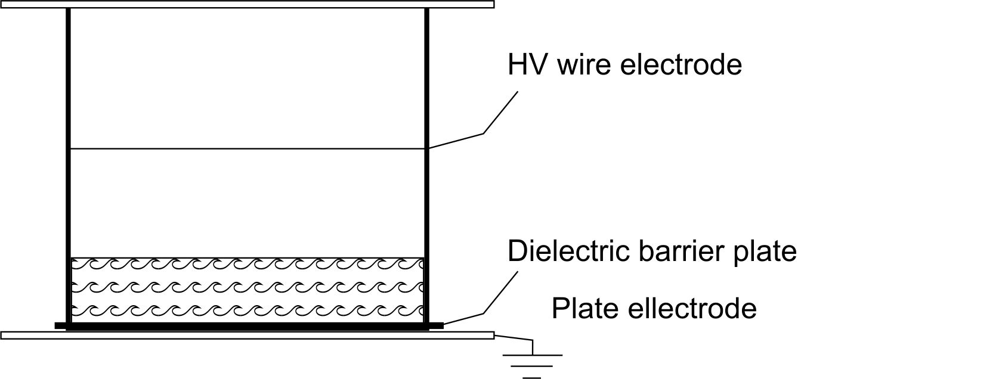 HV wire electrode
Dielectric barrier plate
Plate ellectrode